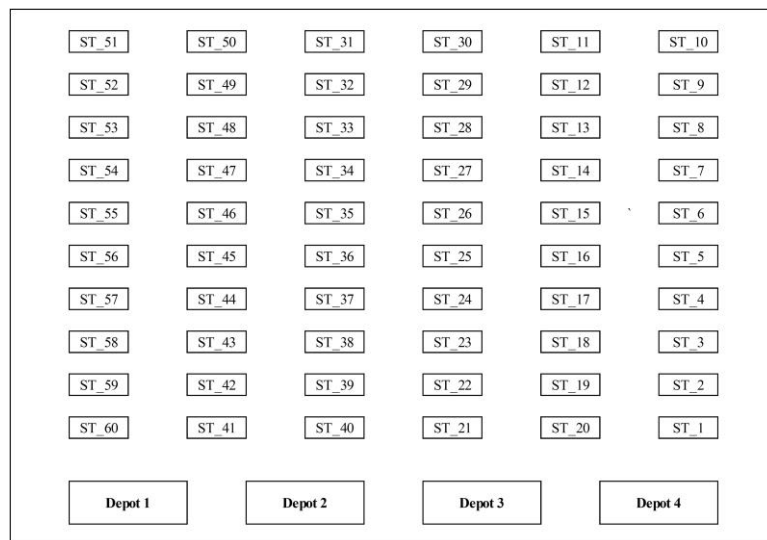 ST_51 ST_50 ST_31 ST_30 ST_11 ST_10
ST_52 ST_49 ST_32 ST_29 ST_12 ST_9
ST_53 ST_48 ST_33 ST_28 ST_13 ST_8
ST_54 ST_47 ST_34 ST_27 ST_14 ST_7
ST_55 ST_46 ST_35 ST_26 ST_15 ` ST_6
ST_56 ST_45 ST_36 ST_25 ST_16 ST_5
ST_57 ST_44 ST_37 ST_24 ST_17 ST_4
ST_58 ST_43 ST_38 ST_23 ST_18 ST_3
ST_59 ST_42 ST_39 ST_22 ST_19 ST_2
ST_60 ST_41 ST_40 ST_21 ST_20 ST_1
Depot 1 Depot 2 Depot 3 Depot 4